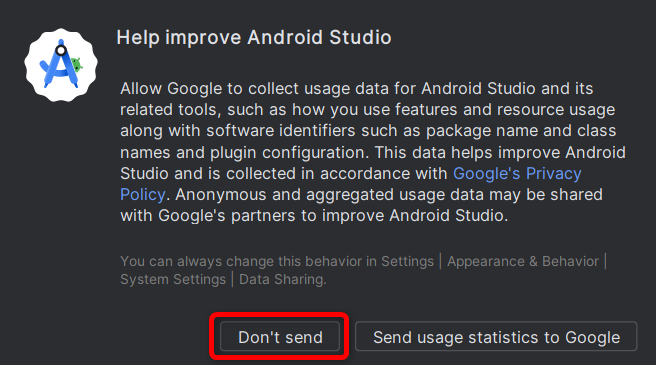 Help improve Android Studio
Allow Google to collect usage data for Android Studio and its
related tools, such as how you use features and resource usage
along with software identifiers such as package name and class
names and plugin configuration. This data helps improve Android
Studio and is collected in accordance with Google's Privacy
Policy. Anonymous and aggregated usage data may be shared
with Google's partners to improve Android Studio.
You can always change this behavior in Settings | Appearance & Behavior |
System Settings | Data Sharing.
Don't send
Send usage statistics to Google